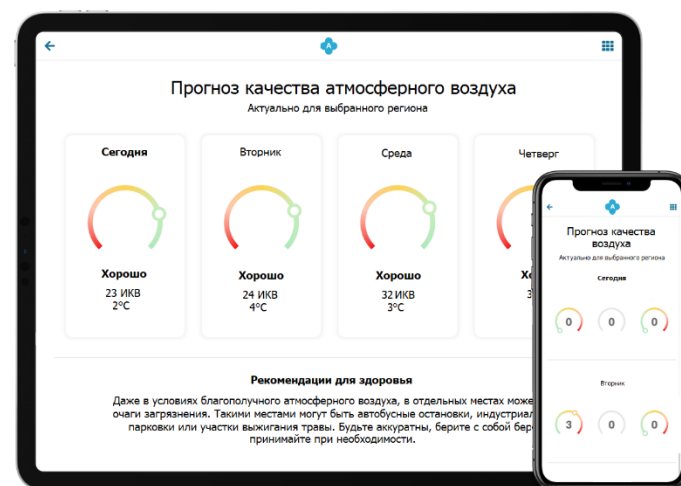 А
Прогноз качества атмосферного воздуха
Актуально для выбранного региона
Сегодня
Хорошо
23 ИКВ
2°C
Вторник
Хорошо
24 ИКВ
4°C
Среда
Хорошо
32 ИКВ
3°C
Четверг
Рекомендации для здоровья
Даже в условиях благополучного атмосферного воздуха, в отдельных местах
очаги загрязнения. Такими местами могут быть автобусные остановки,
парковки или участки выжигания травы. Будьте аккуратны, берите с собой
принимайте при необходимости.
А
Прогноз качества
воздуха
Актуально для выбранного региона
Сегодня
0 0 0
Вторник
3 0 0